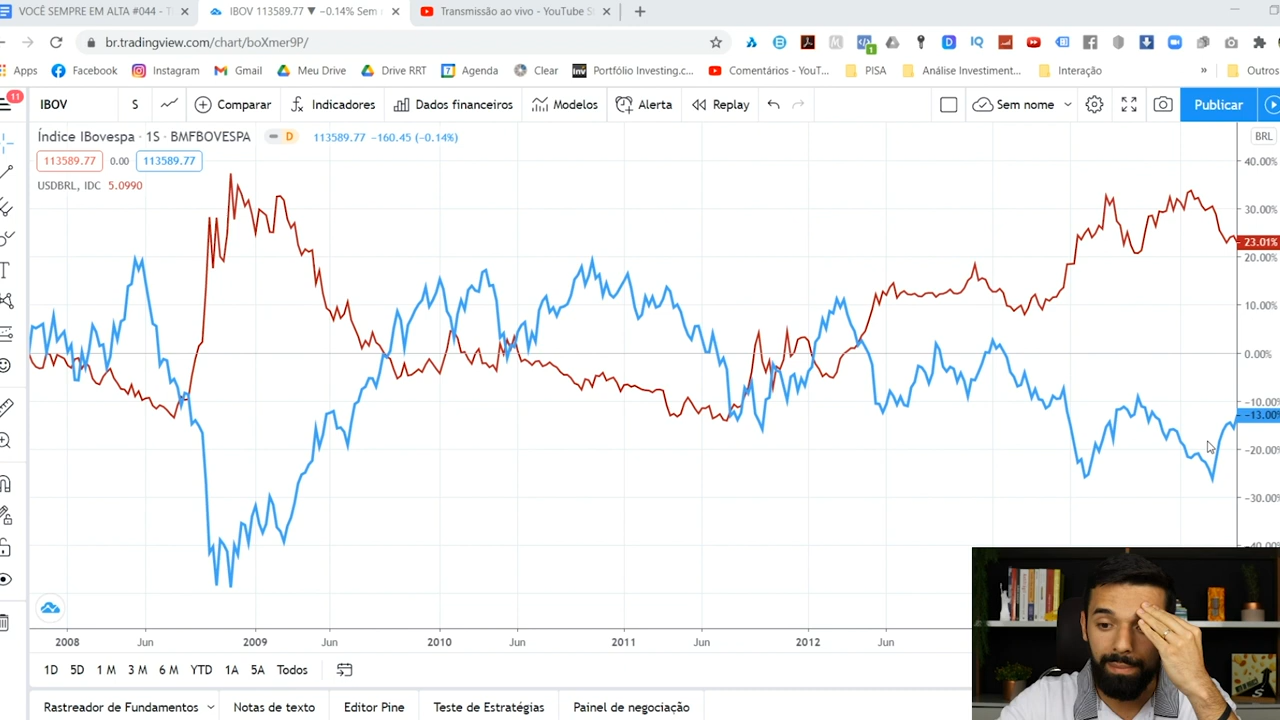 VOCÊ SEMPRE EM ALTA #044 - T
IBOV 113589.77 ▼ −0.14% Sem
Transmissão ao vivo - YouTube S
br.tradingview.com/chart/boXmer9P/
Apps
Facebook
Instagram
Gmail
Meu Drive
Drive RRT
Agenda
Clear
Portfólio Investing.c...
Comentários - YouT...
PISA
Análise Investiment...
Interação
»
Outros
11
IBOV
S
Comparar
Indicadores
Dados financeiros
Modelos
Alerta
Replay
Sem nome
Publicar
Índice IBovespa · 1S · BMFBOVESPA
D
113589.77 −160.45 (−0.14%)
BRL
113589.77 0.00 113589.77
USDBRL, IDC 5.0990
40.00%
30.00%
23.01%
20.00%
10.00%
0.00%
−10.00%
−13.00%
−20.00%
−30.00%
−40.00%
2008 Jun 2009 Jun 2010 Jun 2011 Jun 2012 Jun
1D 5D 1 M 3 M 6 M YTD 1A 5A Todos
Rastreador de Fundamentos Notas de texto Editor Pine Teste de Estratégias Painel de negociação